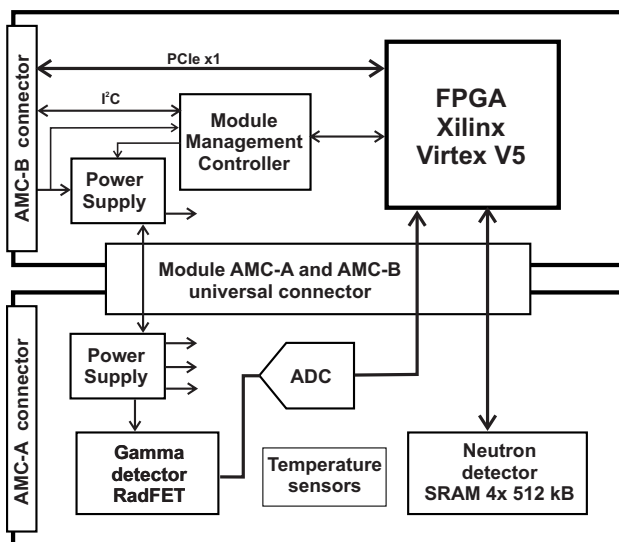 PCIe x1
I²C
AMC-B connector
FPGA
Xilinx
Virtex V5
Module
Management
Controller
Power
Supply
Module AMC-A and AMC-B
universal connector
AMC-A connector
Power
Supply
ADC
Gamma
detector
RadFET
Temperature
sensors
Neutron
detector
SRAM 4x 512 kB